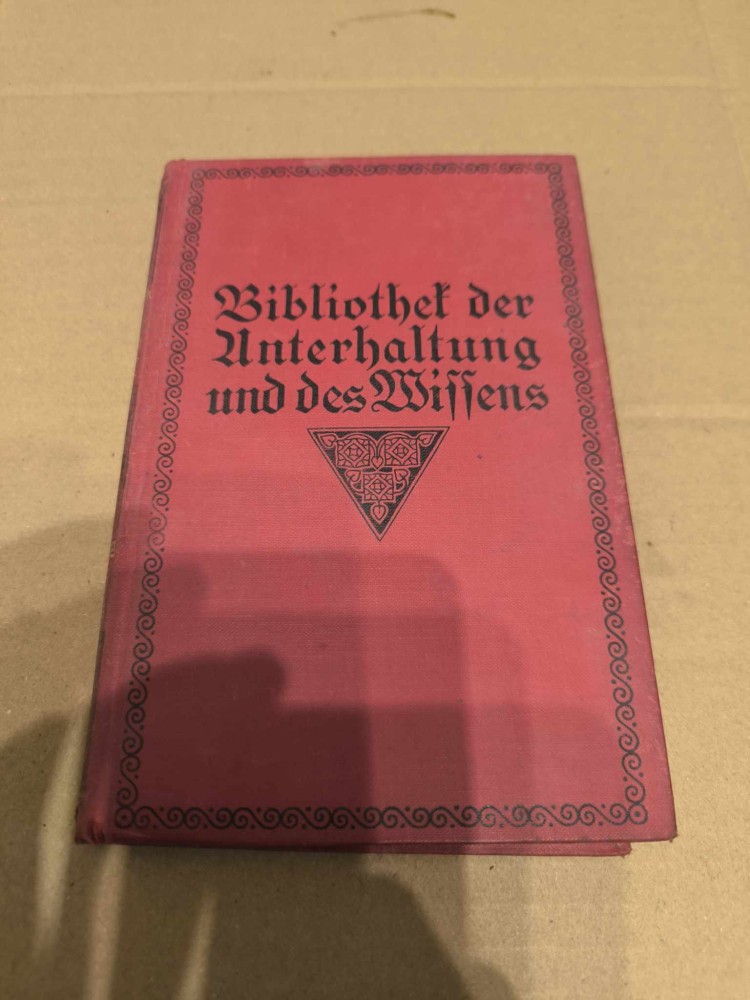 Bibliothek der
Unterhaltung
und des Wissens